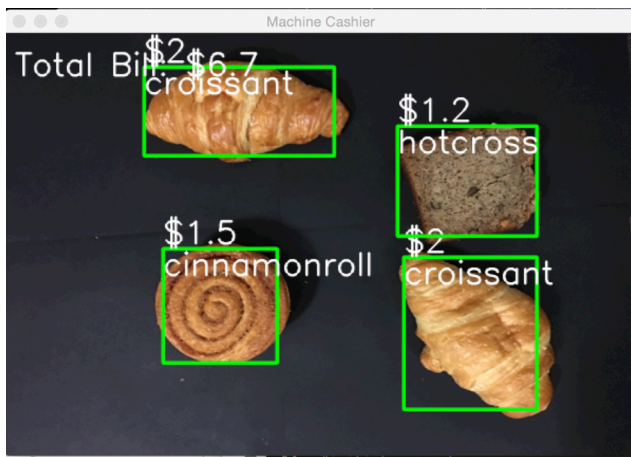 Machine Cashier
Total Bill: $6.7
$2
croissant
$1.2
hotcross
$1.5
cinnamonroll
$2
croissant